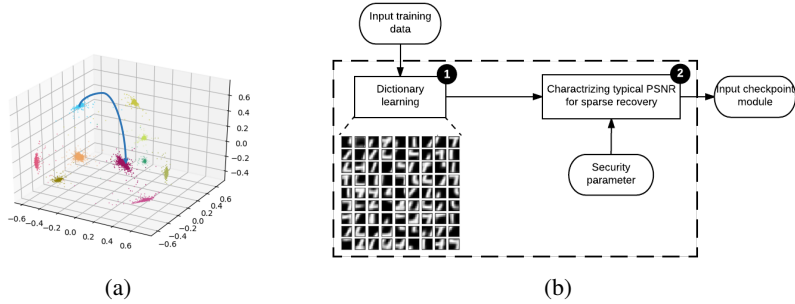 0.6
0.4
0.2
0.0
−0.2
−0.4
−0.6
−0.4
−0.2
0.0
0.2
0.4
0.6
−0.6
−0.4
−0.2
0.0
0.2
0.4
0.6
(a)
Input training
data
1
2
Dictionary
learning
Charactrizing typical PSNR
for sparse recovery
Input checkpoint
module
Security
parameter
(b)